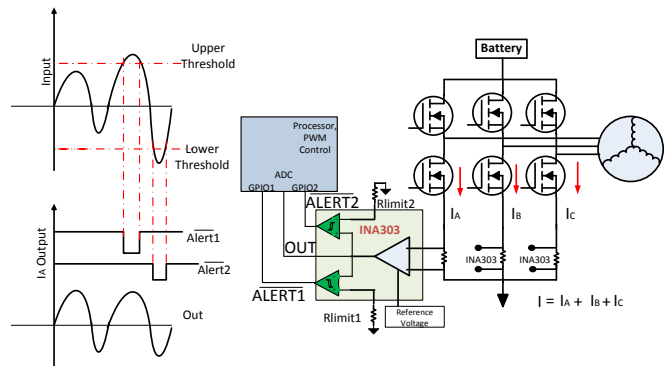 Input
Upper
Threshold
Lower
Threshold
IA Output
Alert1
Alert2
Out
Battery
Processor,
PWM
Control
ADC
GPIO1
GPIO2
ALERT2
Rlimit2
INA303
OUT
ALERT1
Rlimit1
Reference
Voltage
IA
IB
IC
INA303
INA303
I = IA + IB + IC